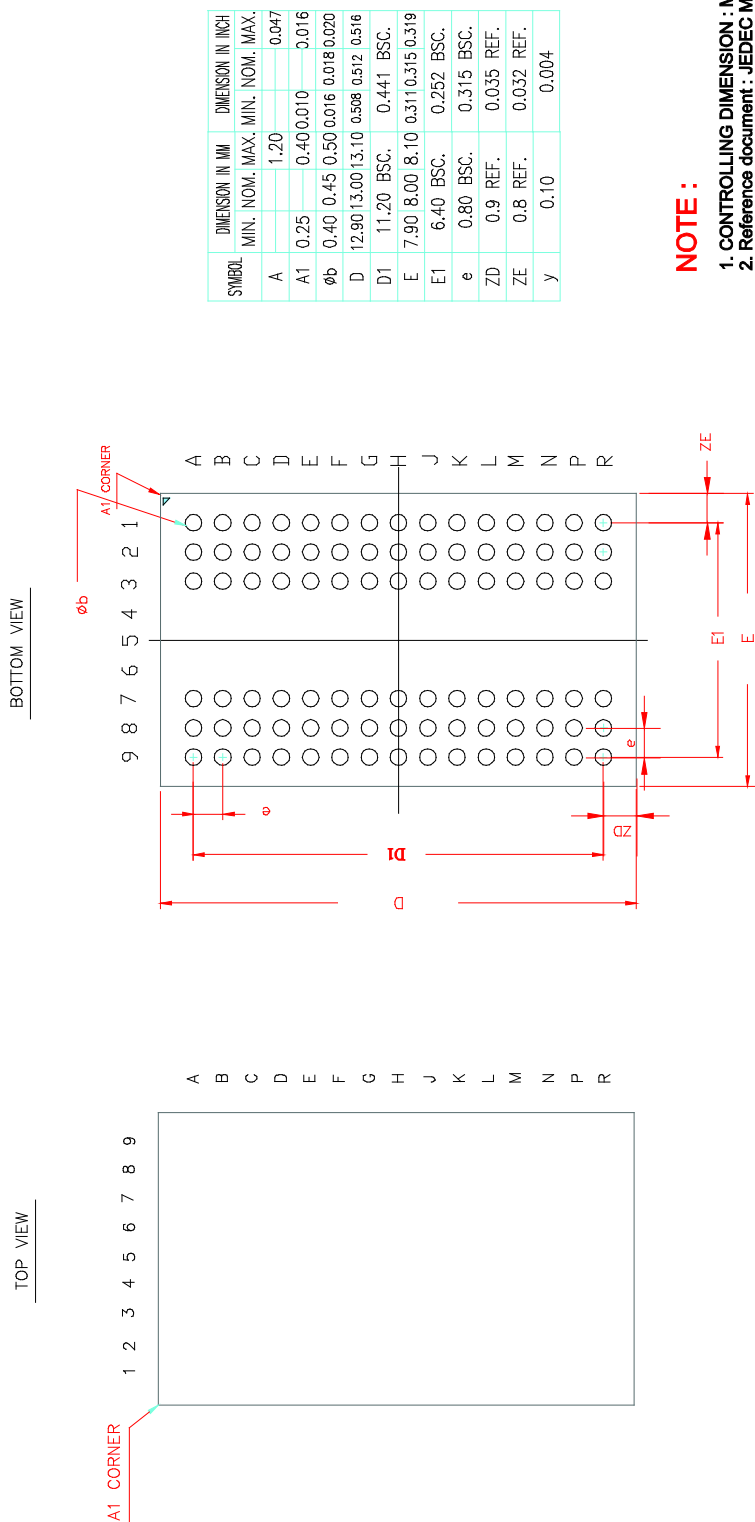 TOP VIEW
A1 CORNER
1 2 3 4 5 6 7 8 9
A
B
C
D
E
F
G
H
J
K
L
M
N
P
R
BOTTOM VIEW
A1 CORNER
Øb
9 8 7 6 5 4 3 2 1
A
B
C
D
E
F
G
H
J
K
L
M
N
P
R
e
D1
D
ZD
e
E1
E
ZE
SYMBOL DIMENSION IN MM DIMENSION IN INCH
MIN. NOM. MAX. MIN. NOM. MAX.
A 1.20 0.047
A1 0.25 0.40 0.010 0.016
Øb 0.40 0.45 0.50 0.016 0.018 0.020
D 12.90 13.00 13.10 0.508 0.512 0.516
D1 11.20 BSC. 0.441 BSC.
E 7.90 8.00 8.10 0.311 0.315 0.319
E1 6.40 BSC. 0.252 BSC.
e 0.80 BSC. 0.315 BSC.
ZD 0.9 REF. 0.035 REF.
ZE 0.8 REF. 0.032 REF.
y 0.10 0.004
NOTE :
1. CONTROLLING DIMENSION : M
2. Reference document : JEDEC M